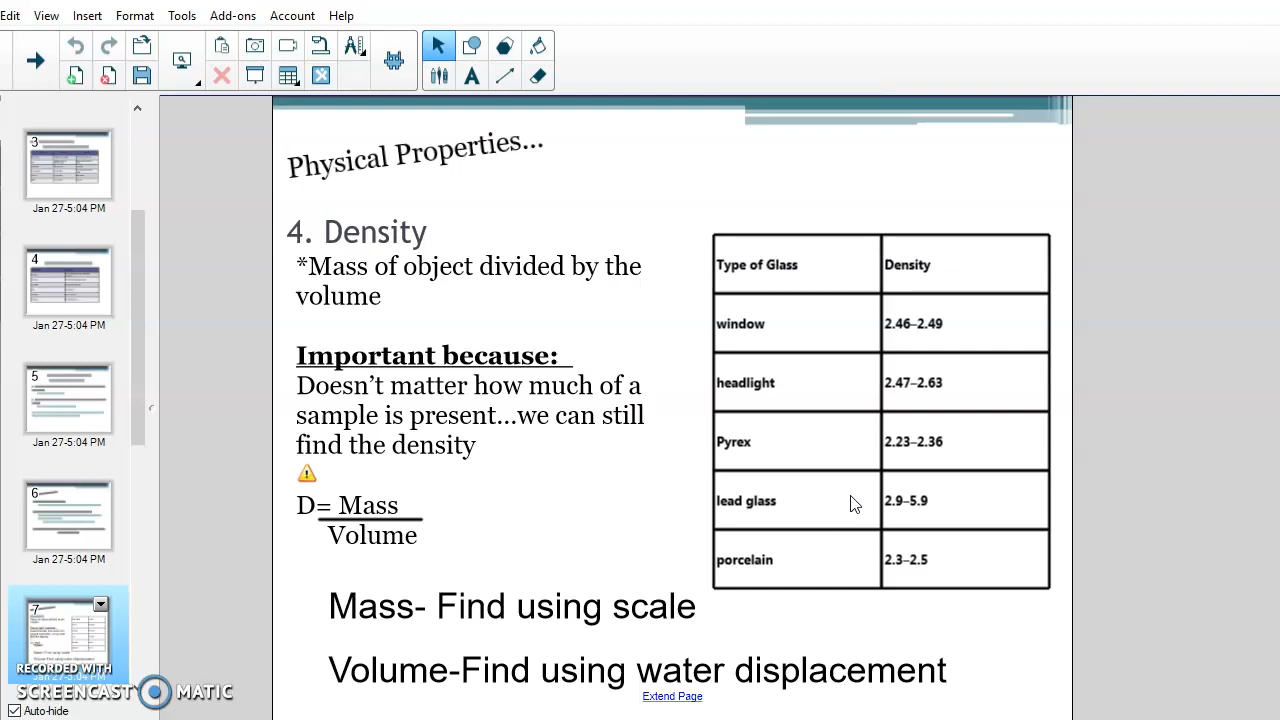 Edit View Insert Format Tools Add-ons Account Help
3
Jan 27-5:04 PM
4
Jan 27-5:04 PM
5
Jan 27-5:04 PM
6
Jan 27-5:04 PM
7
RECORDED WITH
SCREENCAST MATIC
Auto-hide
Physical Properties...
4. Density
*Mass of object divided by the
volume
Important because:
Doesn't matter how much of a
sample is present...we can still
find the density
D= Mass
Volume
Type of Glass Density
window 2.46–2.49
headlight 2.47–2.63
Pyrex 2.23–2.36
lead glass 2.9–5.9
porcelain 2.3–2.5
Mass- Find using scale
Volume-Find using water displacement
Extend Page